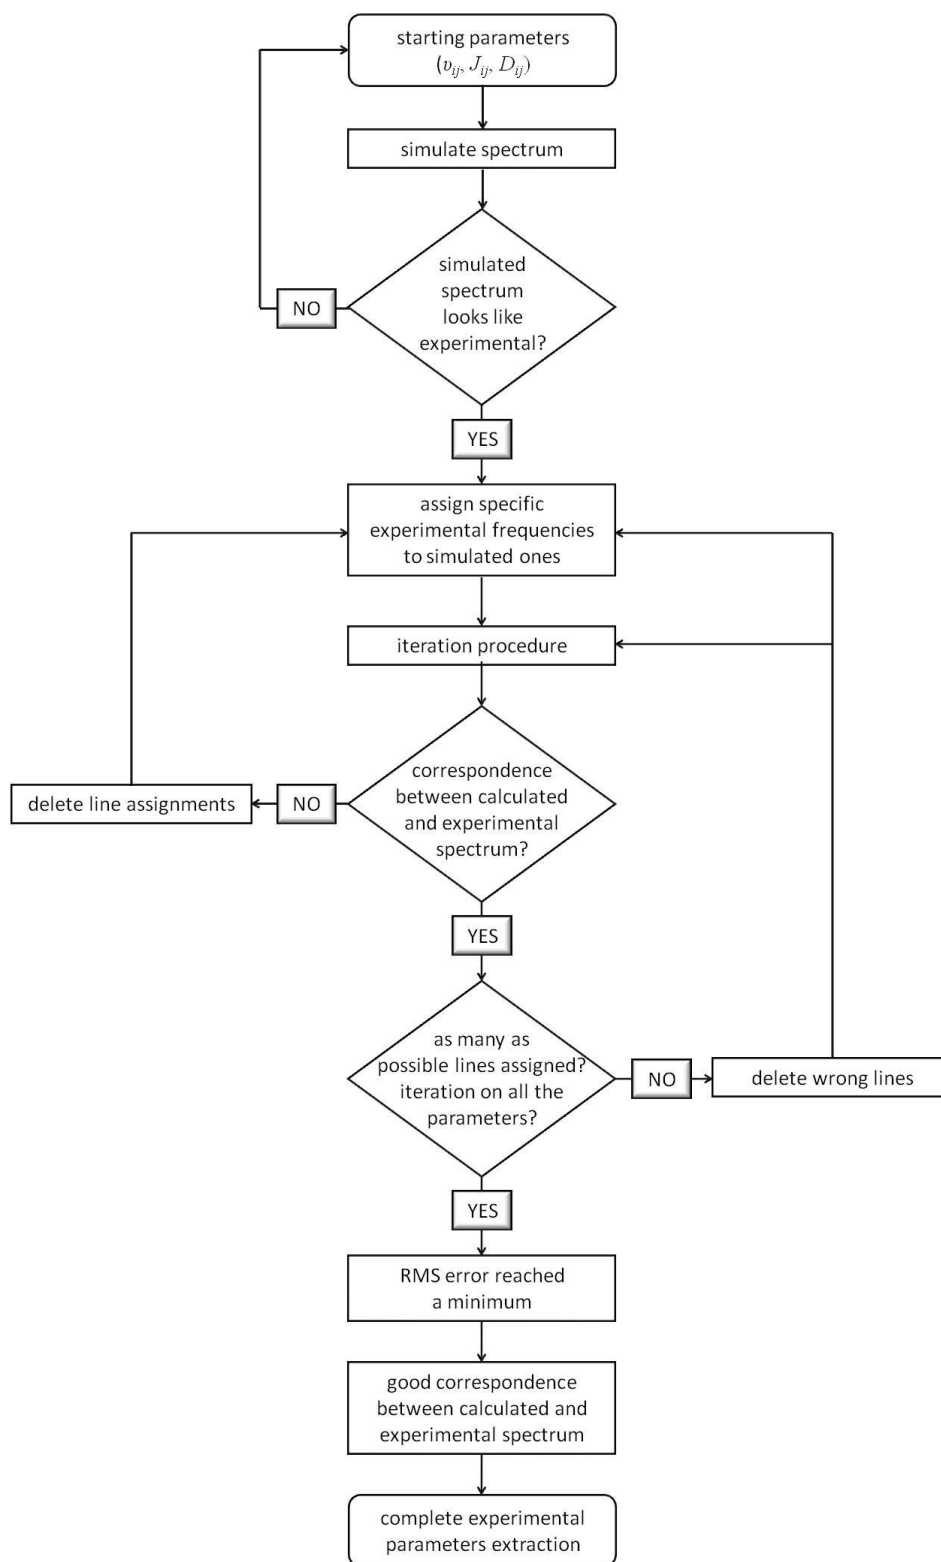 starting parameters
(υij, Jij, Dij)
simulate spectrum
simulated
spectrum
looks like
experimental?
NO
YES
assign specific
experimental frequencies
to simulated ones
iteration procedure
correspondence
between calculated
and experimental
spectrum?
NO
delete line assignments
YES
as many as
possible lines assigned?
iteration on all the
parameters?
NO
delete wrong lines
YES
RMS error reached
a minimum
good correspondence
between calculated and
experimental spectrum
complete experimental
parameters extraction